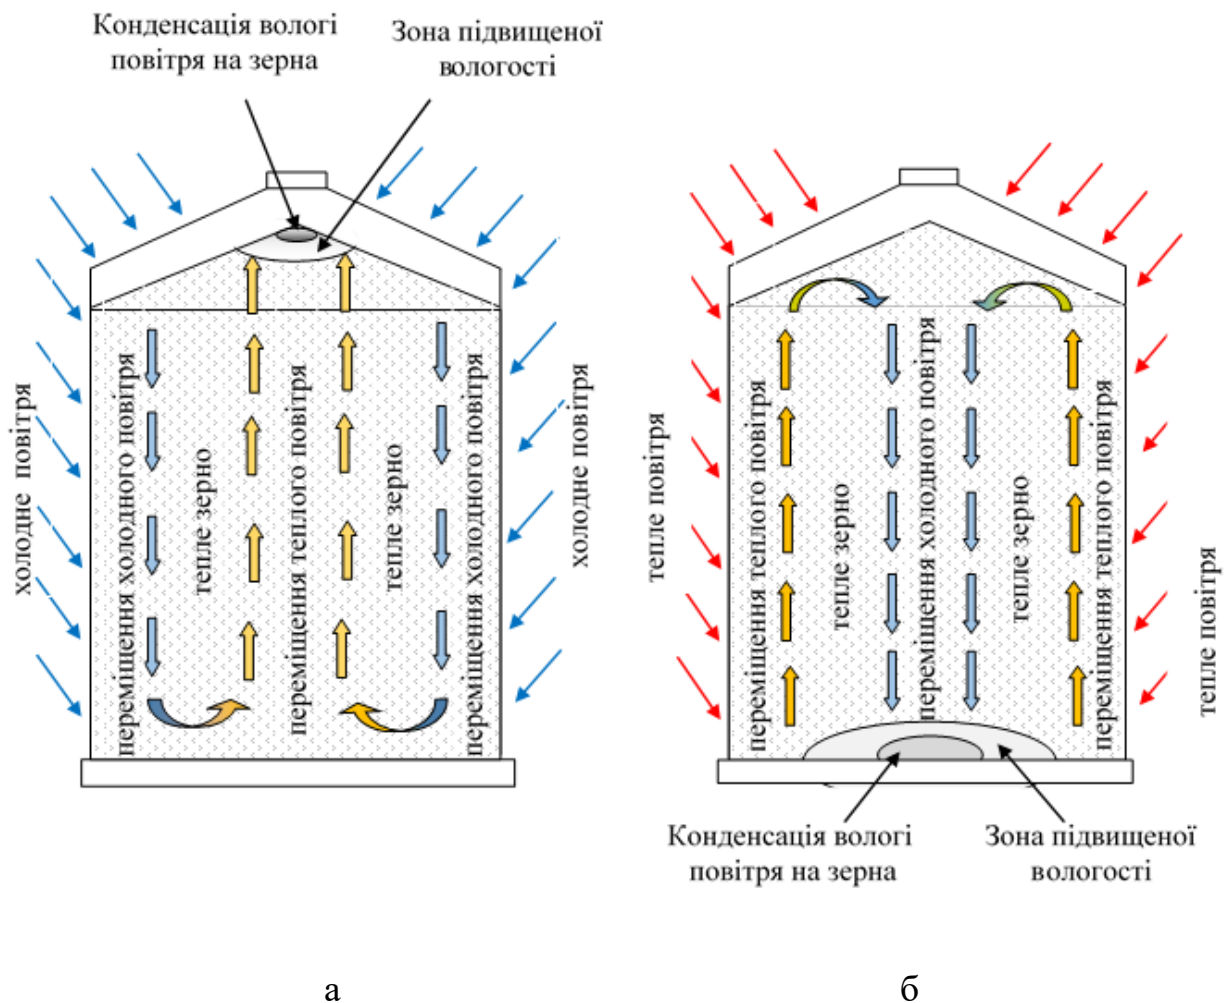 Конденсація вологі
повітря на зерна
Зона підвищеної
вологості
холодне повітря
переміщення холодного повітря
тепле зерно
переміщення теплого повітря
тепле зерно
переміщення холодного повітря
холодне повітря
тепле повітря
переміщення теплого повітря
тепле зерно
переміщення холодного повітря
тепле зерно
переміщення теплого повітря
тепле повітря
Конденсація вологі
повітря на зерна
Зона підвищеної
вологості
а
б